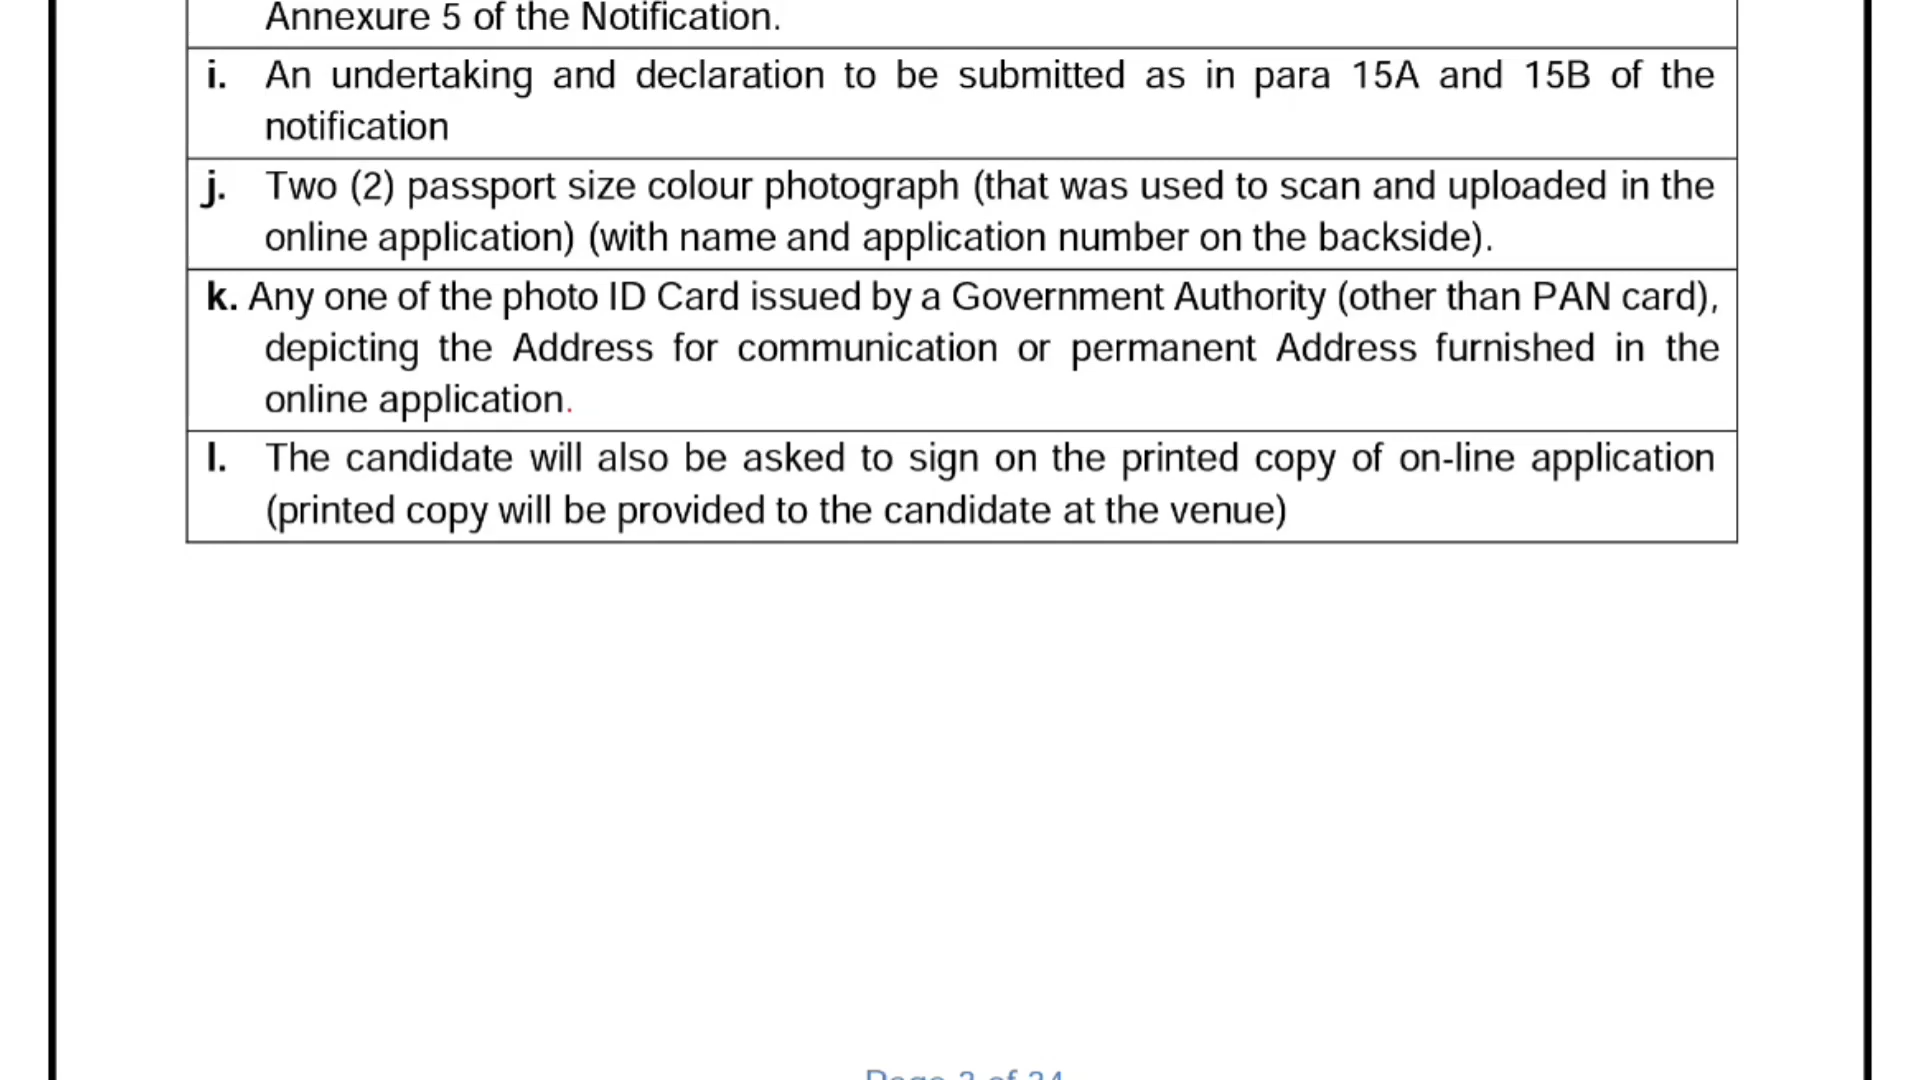 Annexure 5 of the Notification.
i. An undertaking and declaration to be submitted as in para 15A and 15B of the
notification
j. Two (2) passport size colour photograph (that was used to scan and uploaded in the
online application) (with name and application number on the backside).
k. Any one of the photo ID Card issued by a Government Authority (other than PAN card),
depicting the Address for communication or permanent Address furnished in the
online application.
l. The candidate will also be asked to sign on the printed copy of on-line application
(printed copy will be provided to the candidate at the venue)
Page of